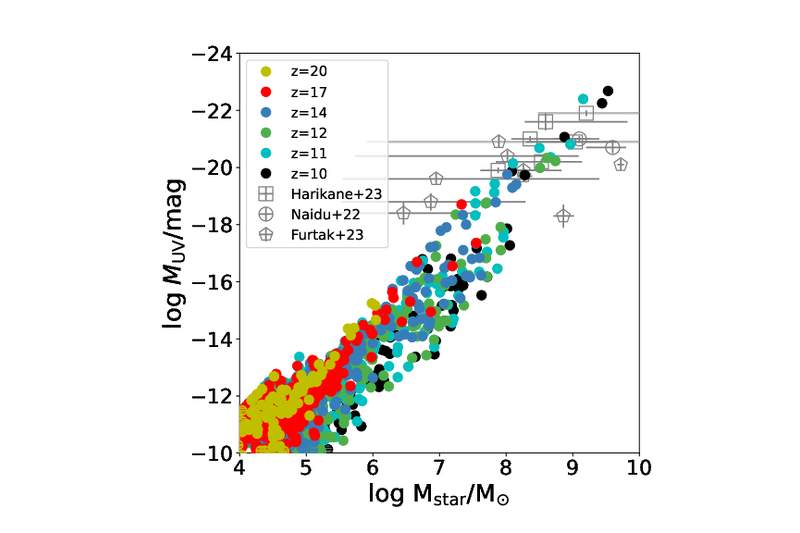 −24
−22
−20
−18
−16
−14
−12
−10
log M_UV/mag
z=20
z=17
z=14
z=12
z=11
z=10
Harikane+23
Naidu+22
Furtak+23
4 5 6 7 8 9 10
log M_star/M_⊙